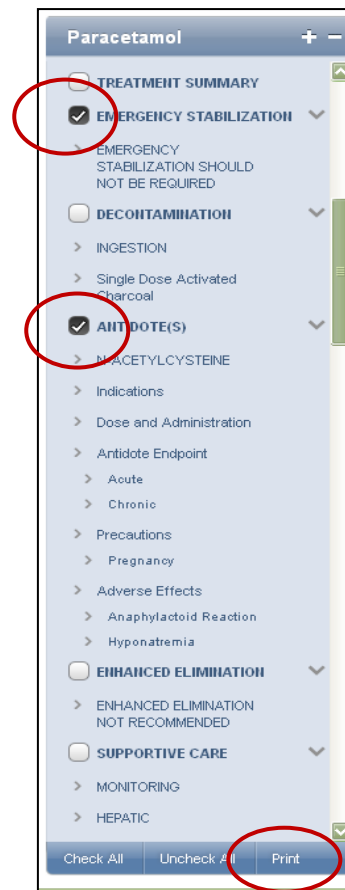 Paracetamol + -
TREATMENT SUMMARY
EMERGENCY STABILIZATION
EMERGENCY
STABILIZATION SHOULD
NOT BE REQUIRED
DECONTAMINATION
INGESTION
Single Dose Activated
Charcoal
ANTIDOTE(S)
N-ACETYLCYSTEINE
Indications
Dose and Administration
Antidote Endpoint
Acute
Chronic
Precautions
Pregnancy
Adverse Effects
Anaphylactoid Reaction
Hyponatremia
ENHANCED ELIMINATION
ENHANCED ELIMINATION
NOT RECOMMENDED
SUPPORTIVE CARE
MONITORING
HEPATIC
Check All Uncheck All Print